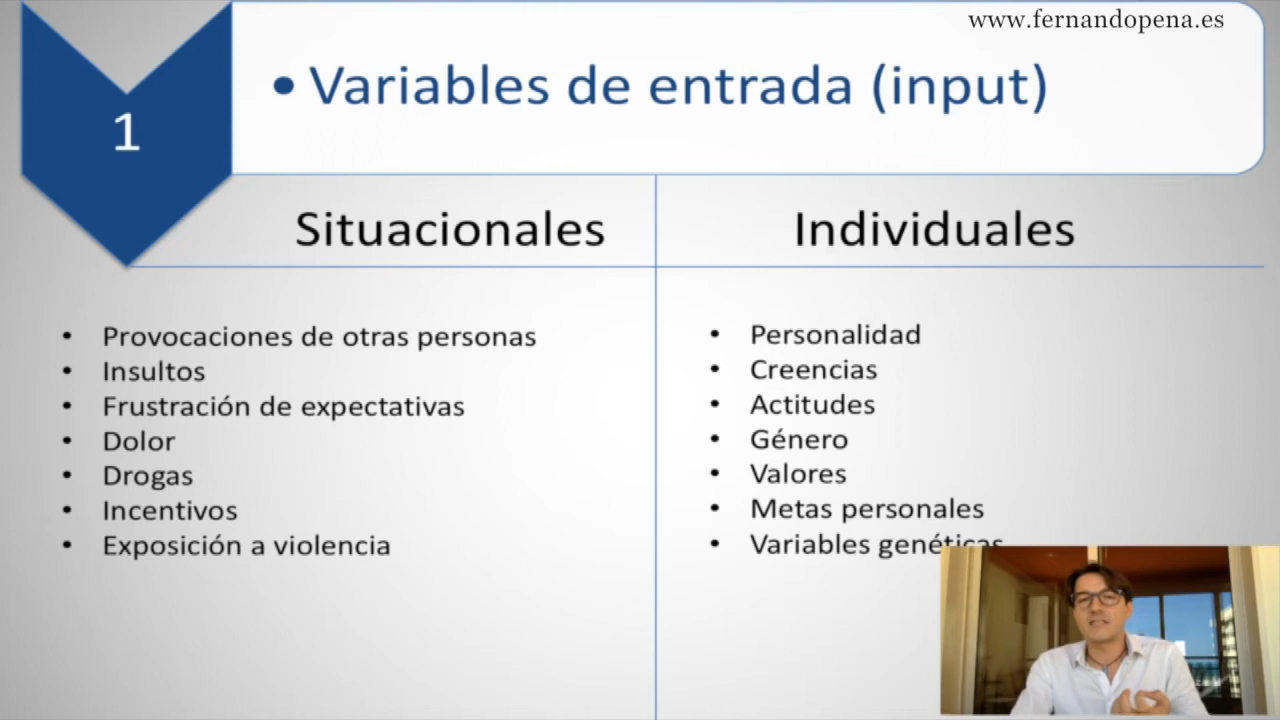 www.fernandopena.es
1
• Variables de entrada (input)
Situacionales
Individuales
• Provocaciones de otras personas
• Insultos
• Frustración de expectativas
• Dolor
• Drogas
• Incentivos
• Exposición a violencia
• Personalidad
• Creencias
• Actitudes
• Género
• Valores
• Metas personales
• Variables genéticas